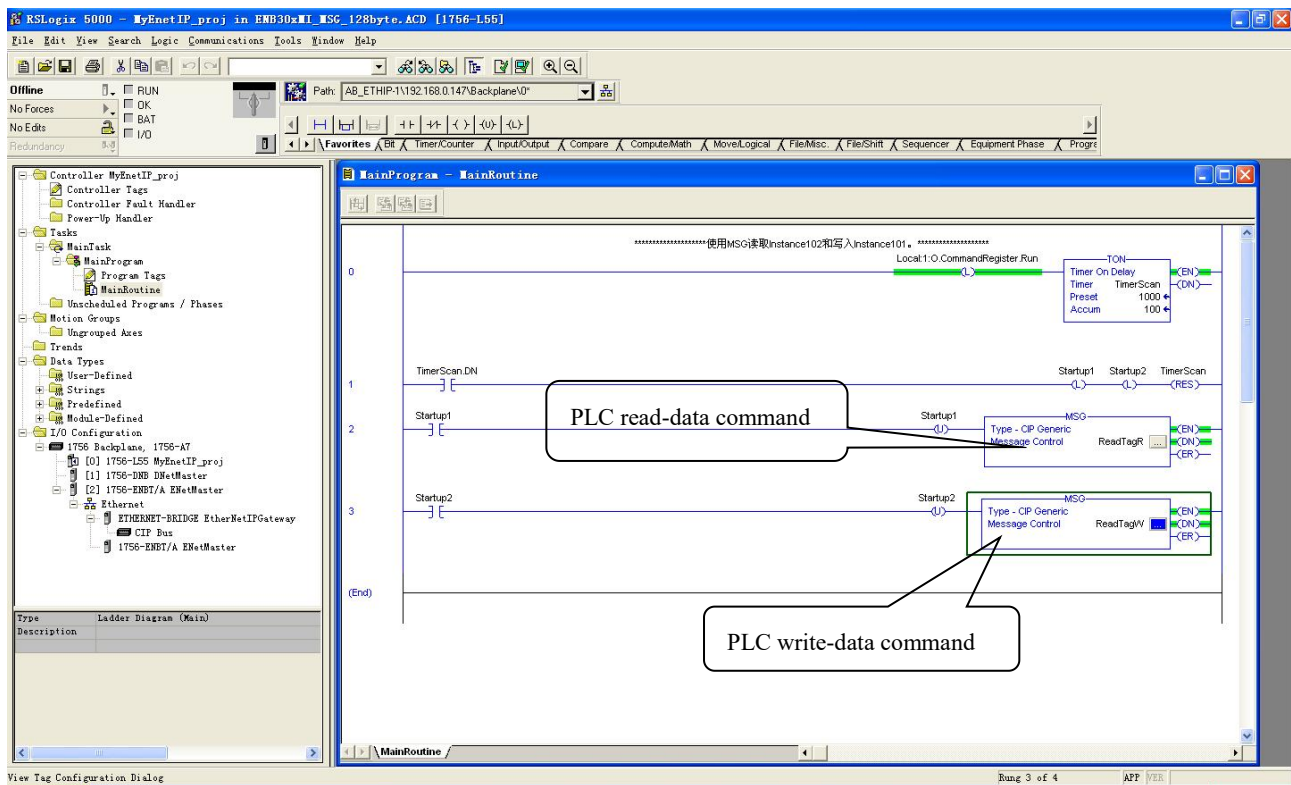 RSLogix 5000 - MyEnetIP_proj in ENB30xMI_MSG_128byte.ACD [1756-L55]
File Edit View Search Logic Communications Tools Window Help
Offline
RUN
No Forces
OK
No Edits
BAT
Redundancy
I/O
Path: AB_ETHIP-1\192.168.0.147\Backplane\0*
Favorites Bit Timer/Counter Input/Output Compare Compute/Math Move/Logical File/Misc. File/Shift Sequencer Equipment Phase Progra
Controller MyEnetIP_proj
Controller Tags
Controller Fault Handler
Power-Up Handler
Tasks
MainTask
MainProgram
Program Tags
MainRoutine
Unscheduled Programs / Phases
Motion Groups
Ungrouped Axes
Trends
Data Types
User-Defined
Strings
Predefined
Module-Defined
I/O Configuration
1756 Backplane, 1756-A7
[0] 1756-L55 MyEnetIP_proj
[1] 1756-DNB DNetMaster
[2] 1756-ENBT/A ENetMaster
Ethernet
ETHERNET-BRIDGE EtherNetIPGateway
CIP Bus
1756-ENBT/A ENetMaster
Type Ladder Diagram (Main)
Description
MainProgram - MainRoutine
********************使用MSG读取Instance102和写入Instance101。********************
0
Local:1:O.CommandRegister.Run
(L)
TON
Timer On Delay
Timer TimerScan
Preset 1000
Accum 100
(EN)
(DN)
1
TimerScan.DN
Startup1 Startup2 TimerScan
(L) (L) (RES)
2
Startup1
PLC read-data command
Startup1
(U)
MSG
Type - CIP Generic
Message Control ReadTagR ...
(EN)
(DN)
(ER)
3
Startup2
Startup2
(U)
MSG
Type - CIP Generic
Message Control ReadTagW ...
(EN)
(DN)
(ER)
(End)
PLC write-data command
MainRoutine
View Tag Configuration Dialog
Rung 3 of 4
APP VER